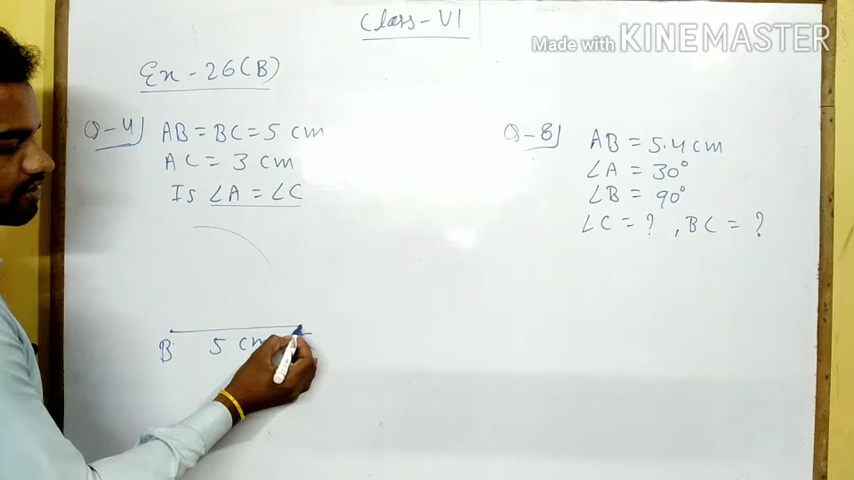 Class-VI
Made with KINEMASTER
Ex-26(B)
Q-4) AB = BC = 5 cm
AC = 3 cm
Is ∠A = ∠C
B 5 cm
Q-8) AB = 5.4 cm
∠A = 30°
∠B = 90°
∠C = ? , BC = ?